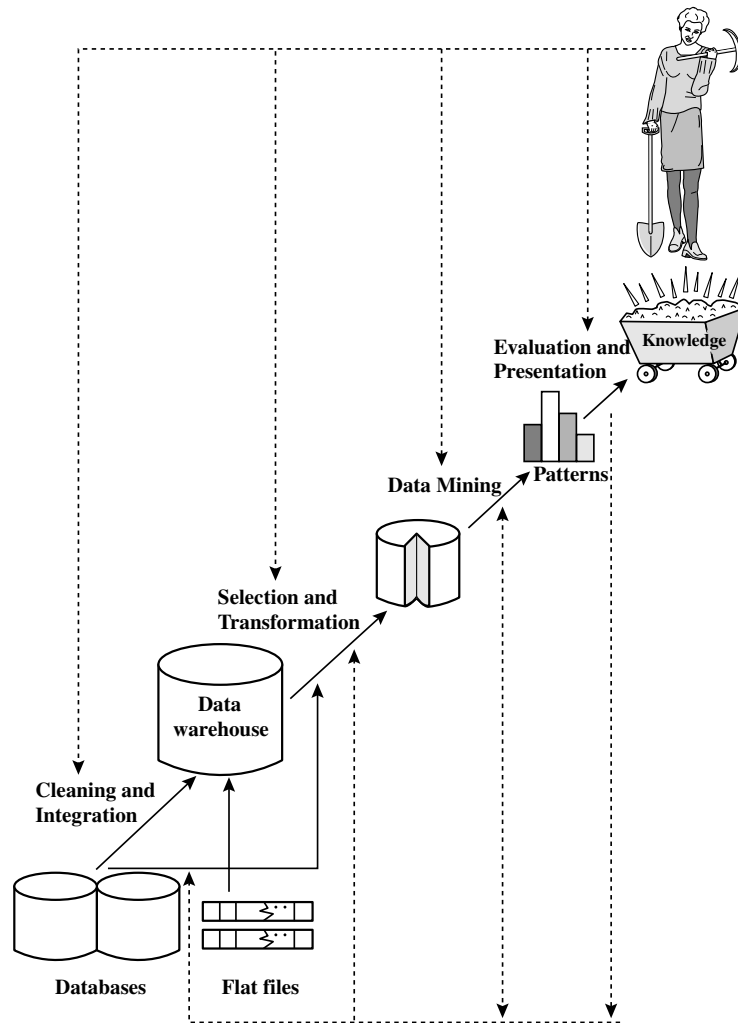 Evaluation and
Presentation
Knowledge
Patterns
Data Mining
Selection and
Transformation
Data
warehouse
Cleaning and
Integration
Databases
Flat files